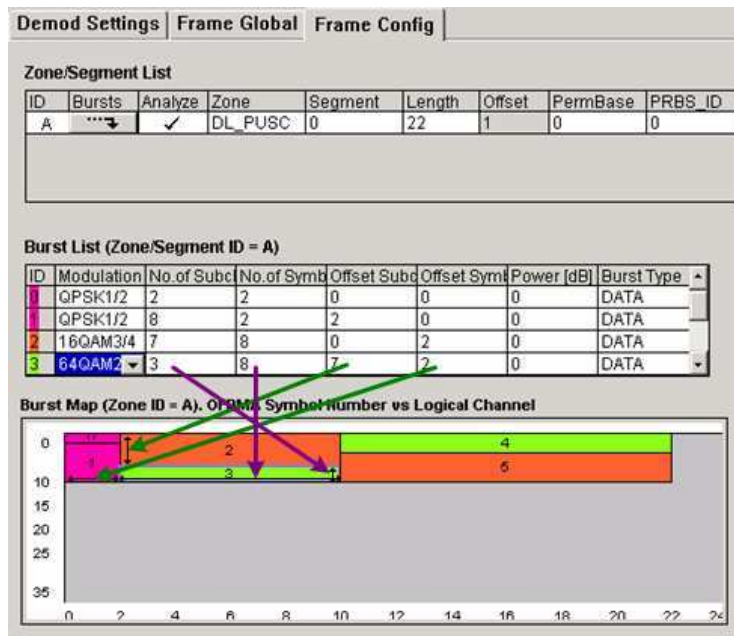 Demod Settings Frame Global Frame Config
Zone/Segment List
ID Bursts Analyze Zone Segment Length Offset PermBase PRBS_ID
A DL_PUSC 0 22 1 0 0
Burst List (Zone/Segment ID = A)
ID Modulation No.of Subcl No.of Symb Offset Subc Offset Symb Power [dB] Burst Type
0 QPSK1/2 2 2 0 0 0 DATA
1 QPSK1/2 8 2 2 0 0 DATA
2 16QAM3/4 7 8 0 2 0 DATA
3 64QAM2 3 8 7 2 0 DATA
Burst Map (Zone ID = A). OFDMA Symbol Number vs Logical Channel
0 2 4
1 3 5
10
15
20
25
35
0 2 4 6 8 10 12 14 16 18 20 22 24